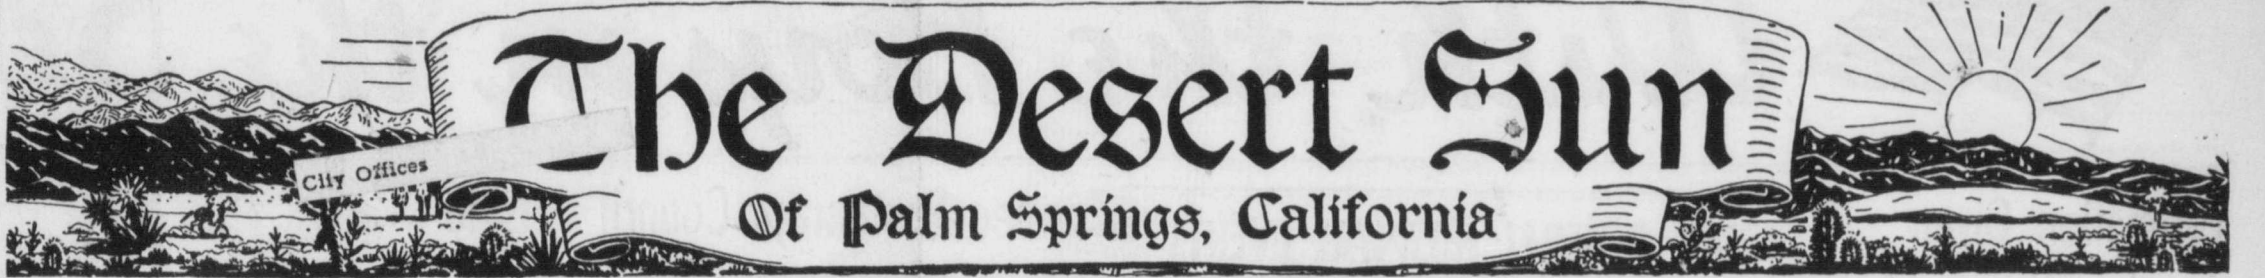 The Desert Sun
City Offices
Of Palm Springs, California